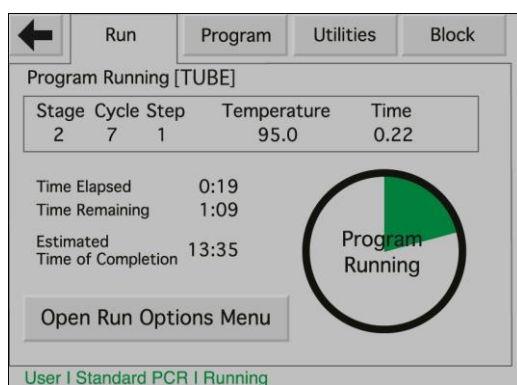 Run Program Utilities Block
Program Running [TUBE]
Stage Cycle Step Temperature Time
2 7 1 95.0 0.22
Time Elapsed 0:19
Time Remaining 1:09
Estimated
Time of Completion 13:35
Program
Running
Open Run Options Menu
User I Standard PCR I Running